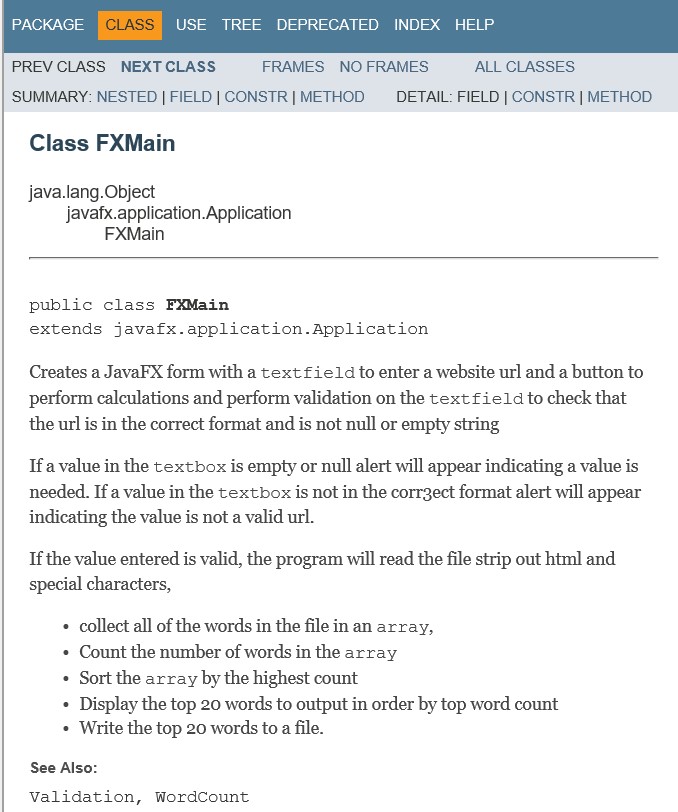 PACKAGE CLASS USE TREE DEPRECATED INDEX HELP
PREV CLASS NEXT CLASS FRAMES NO FRAMES ALL CLASSES
SUMMARY: NESTED | FIELD | CONSTR | METHOD DETAIL: FIELD | CONSTR | METHOD
Class FXMain
java.lang.Object
javafx.application.Application
FXMain
public class FXMain
extends javafx.application.Application
Creates a JavaFX form with a textfield to enter a website url and a button to
perform calculations and perform validation on the textfield to check that
the url is in the correct format and is not null or empty string
If a value in the textbox is empty or null alert will appear indicating a value is
needed. If a value in the textbox is not in the corr3ect format alert will appear
indicating the value is not a valid url.
If the value entered is valid, the program will read the file strip out html and
special characters,
• collect all of the words in the file in an array,
• Count the number of words in the array
• Sort the array by the highest count
• Display the top 20 words to output in order by top word count
• Write the top 20 words to a file.
See Also:
Validation, WordCount